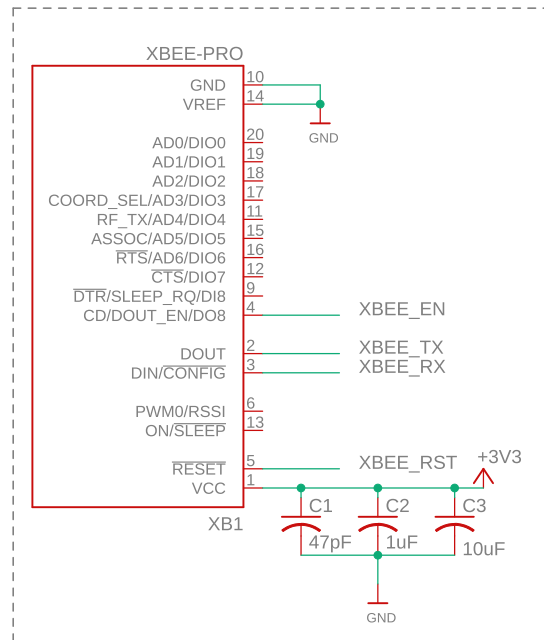 XBEE-PRO
GND 10
VREF 14
GND
AD0/DIO0 20
AD1/DIO1 19
AD2/DIO2 18
COORD_SEL/AD3/DIO3 17
RF_TX/AD4/DIO4 11
ASSOC/AD5/DIO5 15
RTS/AD6/DIO6 16
CTS/DIO7 12
DTR/SLEEP_RQ/DI8 9
CD/DOUT_EN/DO8 4 XBEE_EN
DOUT 2 XBEE_TX
DIN/CONFIG 3 XBEE_RX
PWM0/RSSI 6
ON/SLEEP 13
RESET 5 XBEE_RST +3V3
VCC 1
XB1 C1 C2 C3
47pF 1uF 10uF
GND